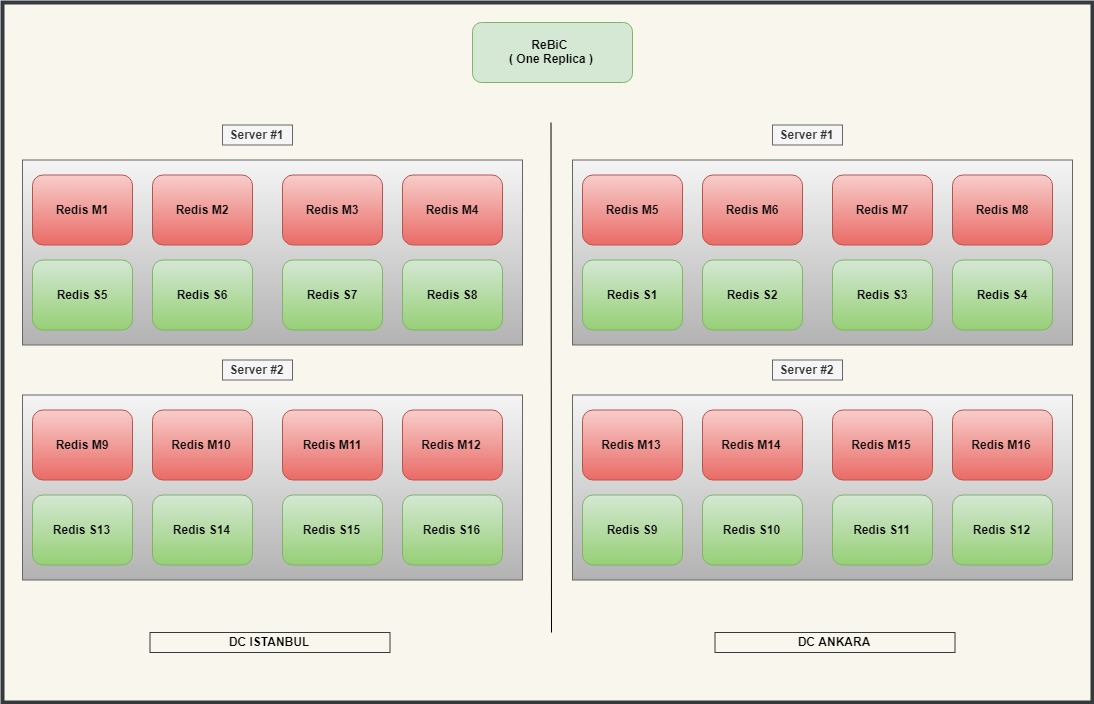 ReBiC
( One Replica )
Server #1
Server #1
Redis M1
Redis M2
Redis M3
Redis M4
Redis M5
Redis M6
Redis M7
Redis M8
Redis S5
Redis S6
Redis S7
Redis S8
Redis S1
Redis S2
Redis S3
Redis S4
Server #2
Server #2
Redis M9
Redis M10
Redis M11
Redis M12
Redis M13
Redis M14
Redis M15
Redis M16
Redis S13
Redis S14
Redis S15
Redis S16
Redis S9
Redis S10
Redis S11
Redis S12
DC ISTANBUL
DC ANKARA